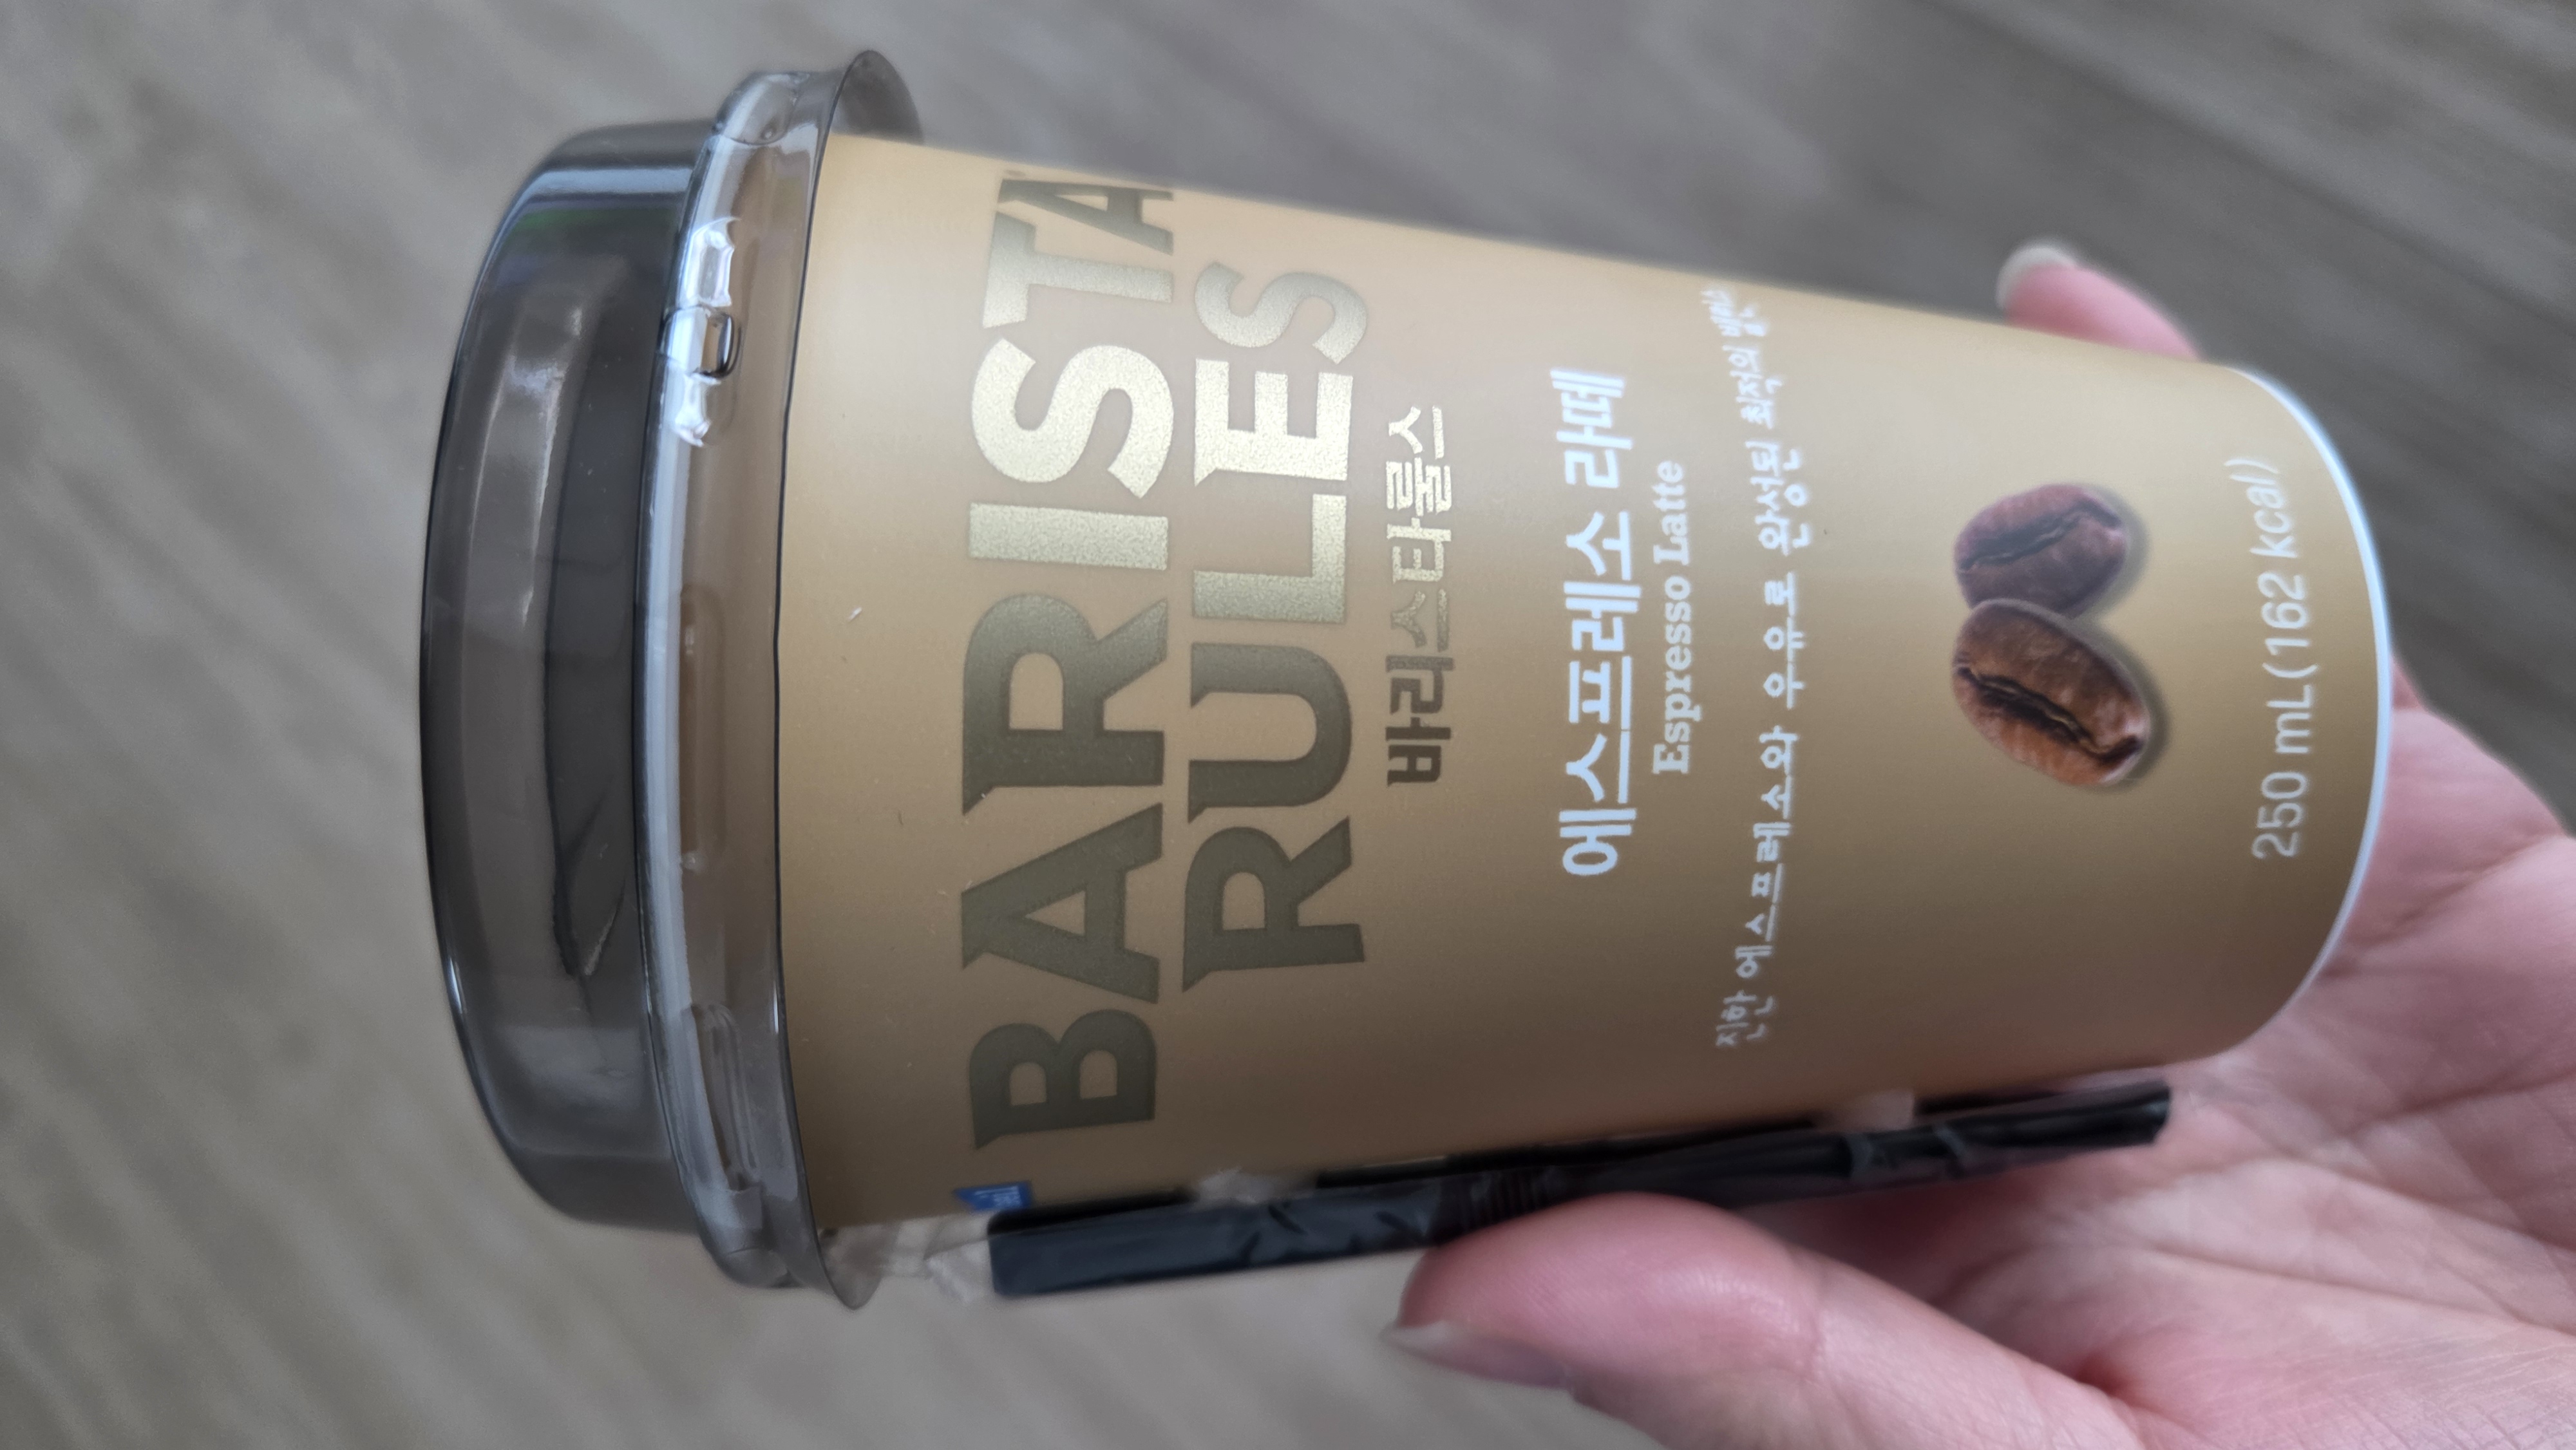 BARISTA
RULES
바리스타룰스
에스프레소 라떼
Espresso Latte
진한 에스프레소와 우유로 완성된 최적의 밸런스
250 mL(162 kcal)